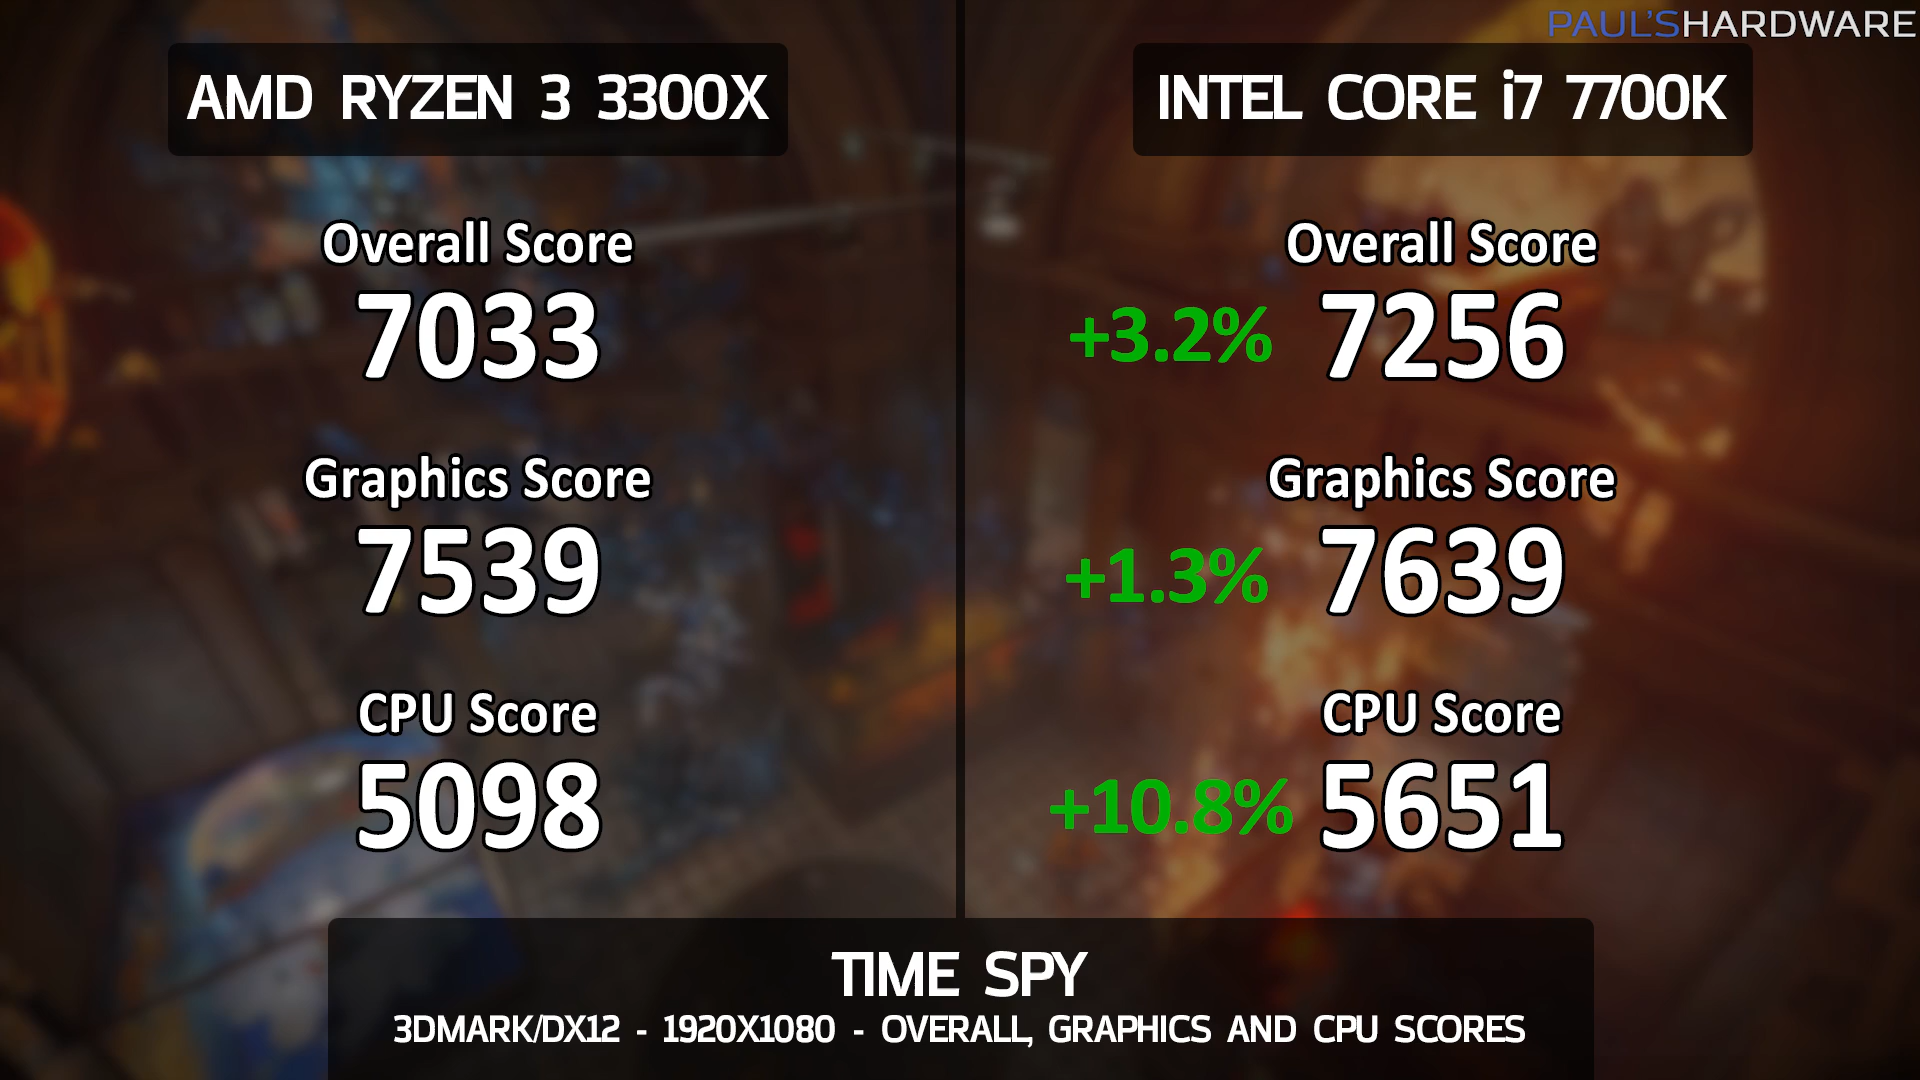 PAUL'SHARDWARE
AMD RYZEN 3 3300X
Overall Score
7033
Graphics Score
7539
CPU Score
5098
INTEL CORE i7 7700K
Overall Score
+3.2% 7256
Graphics Score
+1.3% 7639
CPU Score
+10.8% 5651
TIME SPY
3DMARK/DX12 - 1920X1080 - OVERALL, GRAPHICS AND CPU SCORES